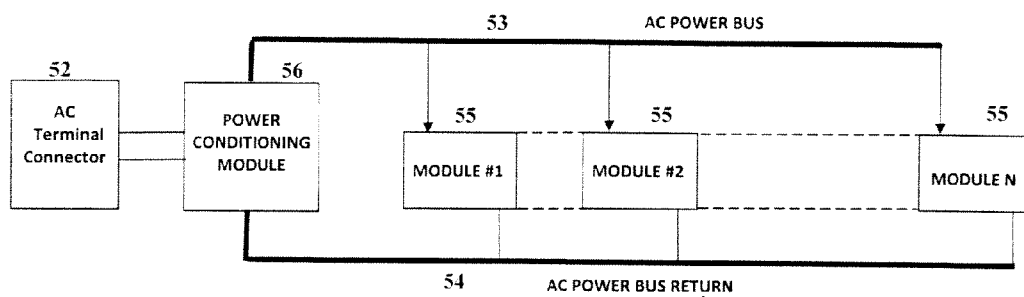 53
AC POWER BUS
52
56
AC
Terminal
Connector
POWER
CONDITIONING
MODULE
55
55
55
MODULE #1
MODULE #2
MODULE N
54
AC POWER BUS RETURN